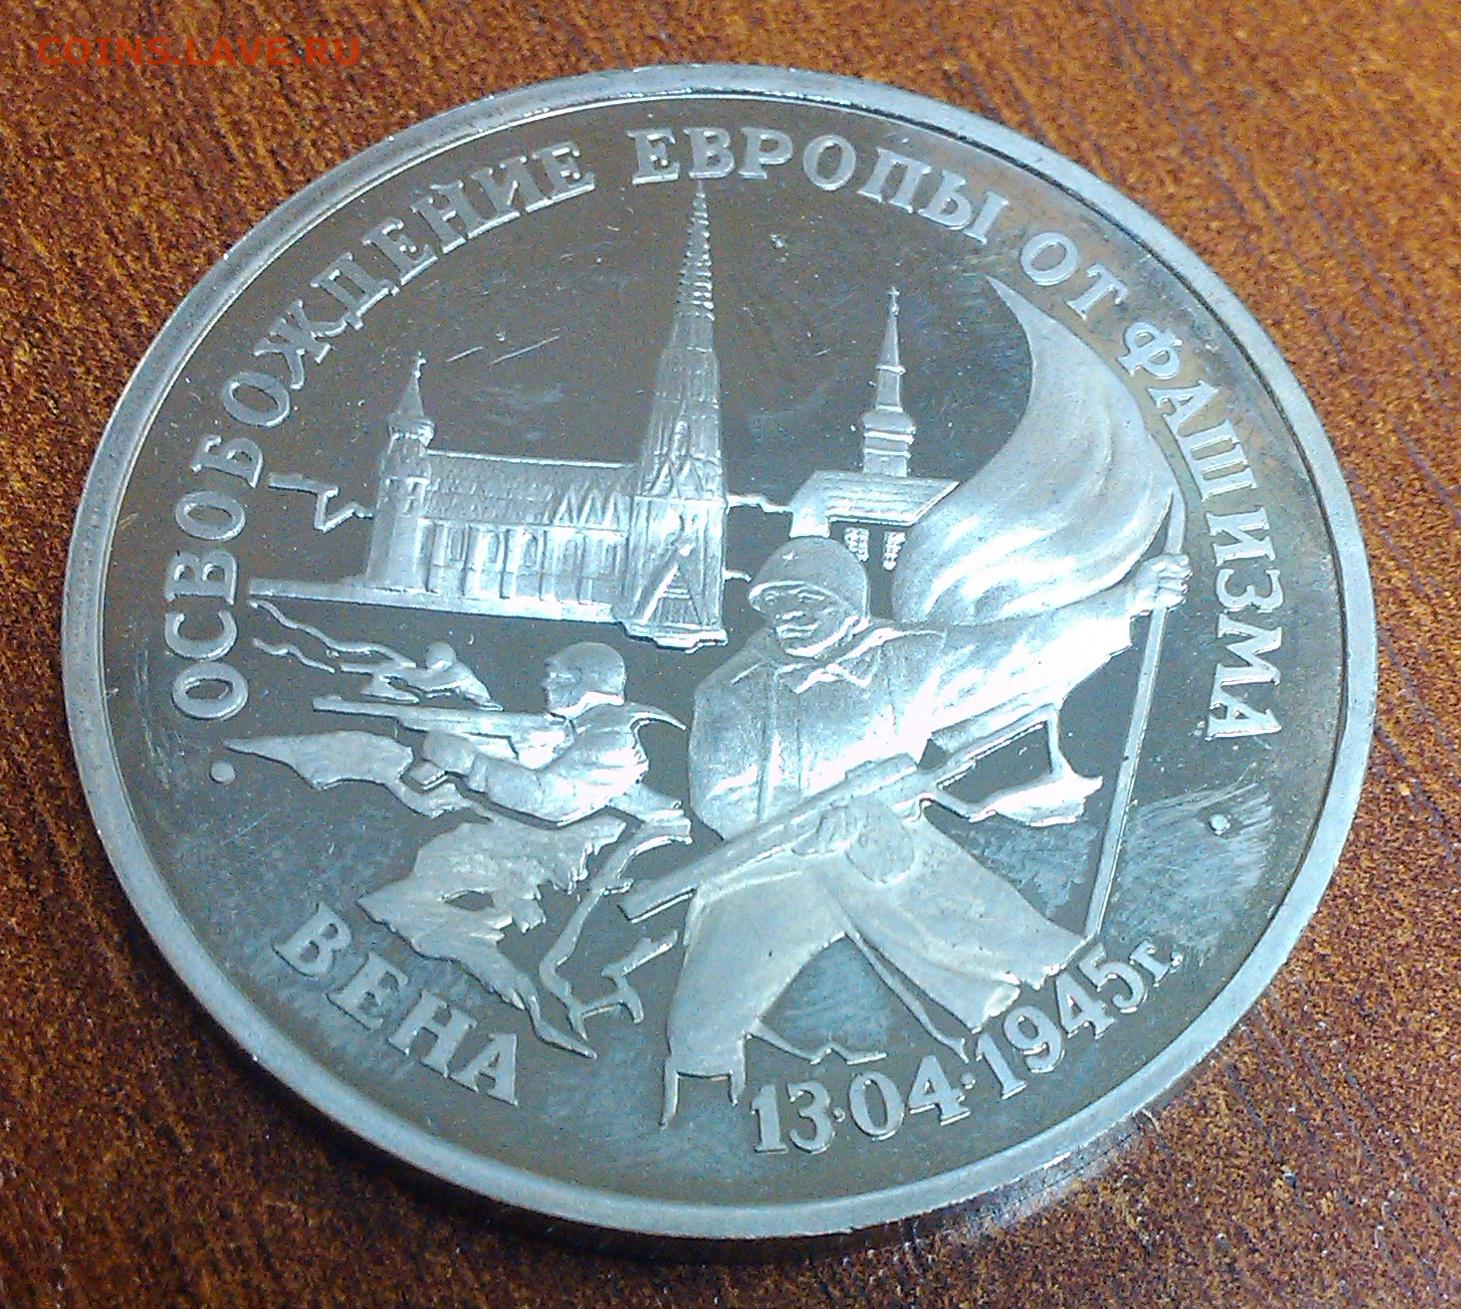 COINS.LAVE.RU
· ОСВОБОЖДЕНИЕ ЕВРОПЫ ОТ ФАШИЗМА ·
ВЕНА
13·04·1945г.